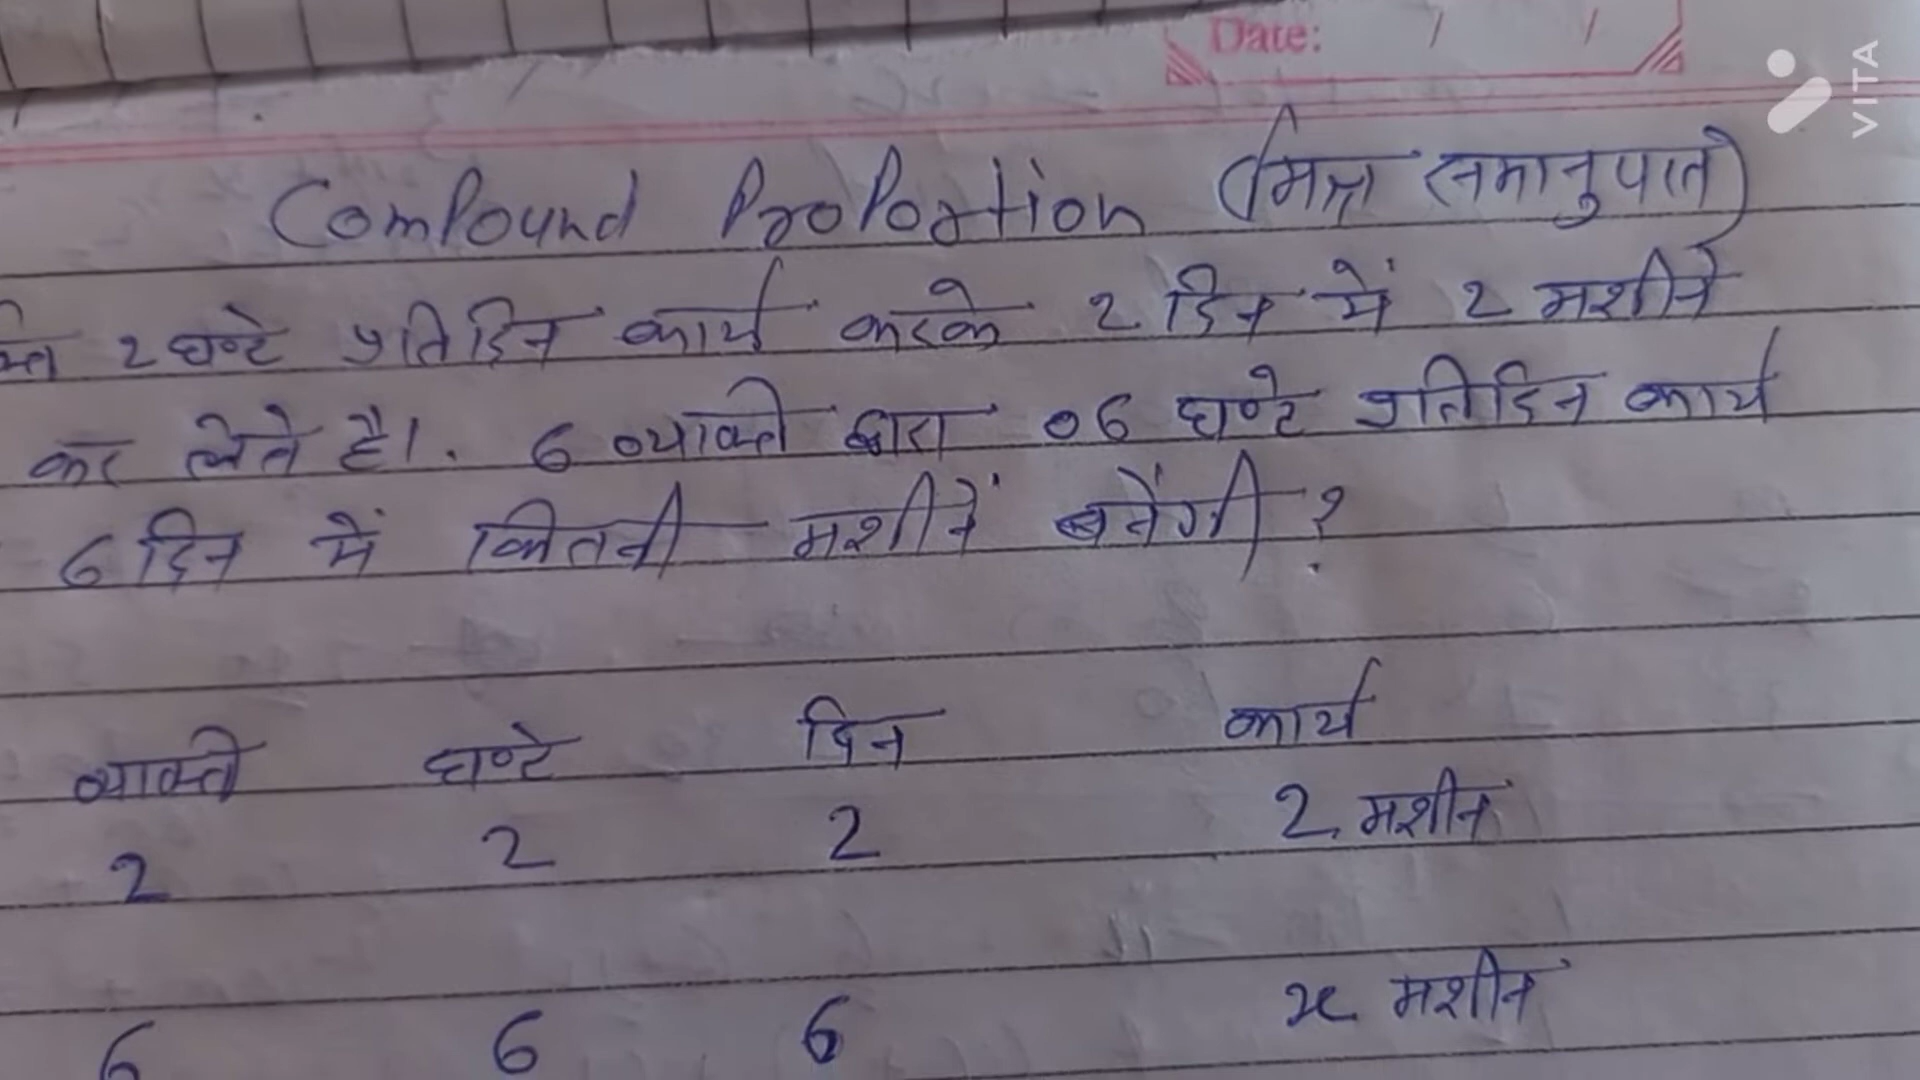 Date: / /
VITA
Compound Proportion (मिश्र समानुपात)
2 घण्टे प्रतिदिन कार्य करके 2 दिन में 2 मशीने
कर लेते है। . 6 व्यक्ति द्वारा 06 घण्टे प्रतिदिन कार्य
6 दिन में कितनी मशीनें बनेंगी ?
व्यक्ति घण्टे दिन कार्य
2 2 2 2 मशीन
6 6 6 x मशीन